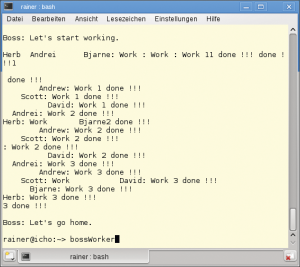 rainer : bash
Datei Bearbeiten Ansicht Lesezeichen Einstellungen Hilfe
Boss: Let's start working.
Herb Andrei Bjarne: Work : Work : Work 11 done !!! done !
!!1
done !!!
Andrew: Work 1 done !!!
Scott: Work 1 done !!!
David: Work 1 done !!!
Andrei: Work 2 done !!!
Herb: Work Bjarne2 done !!!
Andrew: Work 2 done !!!
Scott: Work 2 done !!!
: Work 2 done !!!
David: Work 2 done !!!
Andrei: Work 3 done !!!
Andrew: Work 3 done !!!
Scott: Work David: Work 3 done !!!
Bjarne: Work 3 done !!!
Herb: Work 3 done !!!
3 done !!!
Boss: Let's go home.
rainer@icho:~> bossWorker
rainer : bash